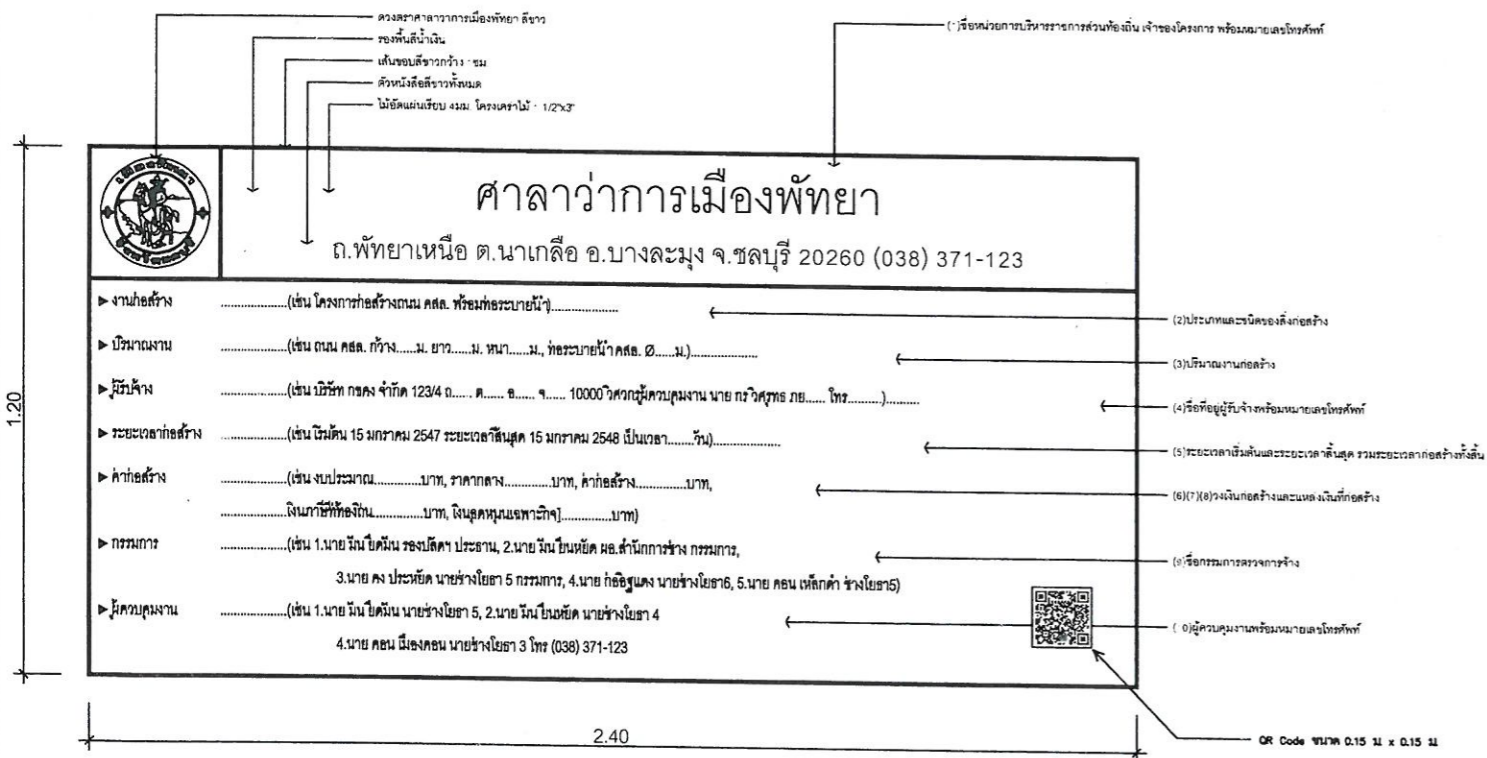 ดวงตราศาลาว่าการเมืองพัทยา สีขาว
รองพื้นสีน้ำเงิน
เส้นขอบสีขาวกว้าง ซม
ตัวหนังสือสีขาวทั้งหมด
ไม้อัดแผ่นเรียบ 4มม. โครงเคร่าไม้ 1/2"x3"
( )ชื่อหน่วยการบริหารราชการส่วนท้องถิ่น เจ้าของโครงการ พร้อมหมายเลขโทรศัพท์
ศาลาว่าการเมืองพัทยา
ถ.พัทยาเหนือ ต.นาเกลือ อ.บางละมุง จ.ชลบุรี 20260 (038) 371-123
▶ งานก่อสร้าง ...................(เช่น โครงการก่อสร้างถนน คสล. พร้อมท่อระบายน้ำ)...................
(2)ประเภทและชนิดของสิ่งก่อสร้าง
▶ ปริมาณงาน ...................(เช่น ถนน คสล. กว้าง......ม. ยาว......ม. หนา......ม., ท่อระบายน้ำ คสล. Ø......ม.)...................
(3)ปริมาณงานก่อสร้าง
▶ ผู้รับจ้าง ...................(เช่น บริษัท กขคง จำกัด 123/4 ถ...... ต...... อ...... จ...... 10000 วิศวกรผู้ควบคุมงาน นาย กร วิศรุทธ ภย...... โทร..........)..........
(4)ชื่อที่อยู่ผู้รับจ้างพร้อมหมายเลขโทรศัพท์
▶ ระยะเวลาก่อสร้าง ...................(เช่น เริ่มต้น 15 มกราคม 2547 ระยะเวลาสิ้นสุด 15 มกราคม 2548 เป็นเวลา........วัน)...................
(5)ระยะเวลาเริ่มต้นและระยะเวลาสิ้นสุด รวมระยะเวลาก่อสร้างทั้งสิ้น
▶ ค่าก่อสร้าง ...................(เช่น งบประมาณ..............บาท, ราคากลาง.............บาท, ค่าก่อสร้าง..............บาท,
(6)(7)(8)วงเงินก่อสร้างและแหล่งเงินที่ก่อสร้าง
...................เงินภาษีท้องถิ่น..............บาท, เงินอุดหนุนเฉพาะกิจ]..............บาท)
▶ กรรมการ ...................(เช่น 1.นาย มีน ยืดมีน รองปลัดฯ ประธาน, 2.นาย มีน ยืนหยัด ผอ.สำนักการช่าง กรรมการ,
(9)ชื่อกรรมการตรวจการจ้าง
3.นาย คง ประหยัด นายช่างโยธา 5 กรรมการ, 4.นาย ก่ออิฐแดง นายช่างโยธา6, 5.นาย ดอน เหล็กดำ ช่างโยธา5)
▶ ผู้ควบคุมงาน ...................(เช่น 1.นาย มีน ยืดมีน นายช่างโยธา 5, 2.นาย มีน ยืนหยัด นายช่างโยธา 4
( 0)ผู้ควบคุมงานพร้อมหมายเลขโทรศัพท์
4.นาย ดอน เมืองดอน นายช่างโยธา 3 โทร (038) 371-123
1.20
2.40
QR Code ขนาด 0.15 ม. x 0.15 ม.